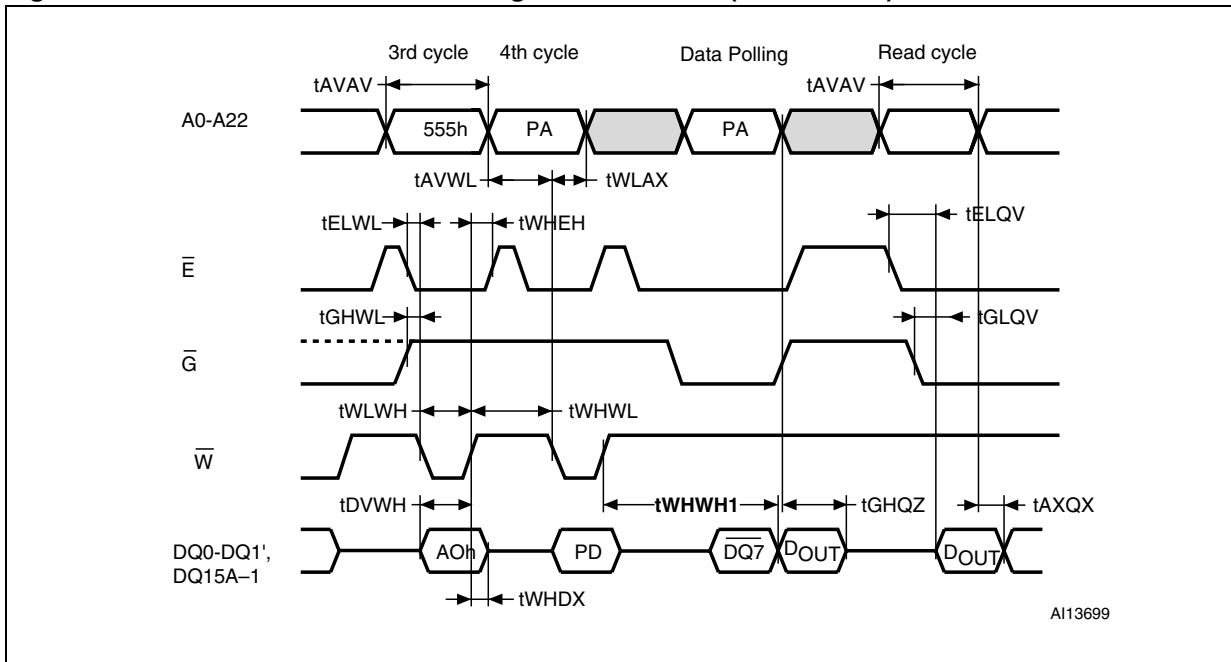 3rd cycle 4th cycle Data Polling Read cycle
tAVAV tAVAV
A0-A22 555h PA PA
tAVWL tWLAX
tELWL tWHEH tELQV
E
tGHWL tGLQV
G
tWLWH tWHWL
W
tDVWH tWHWH1 tGHQZ tAXQX
DQ0-DQ1', AOh PD DQ7 DOUT DOUT
DQ15A–1
tWHDX
AI13699